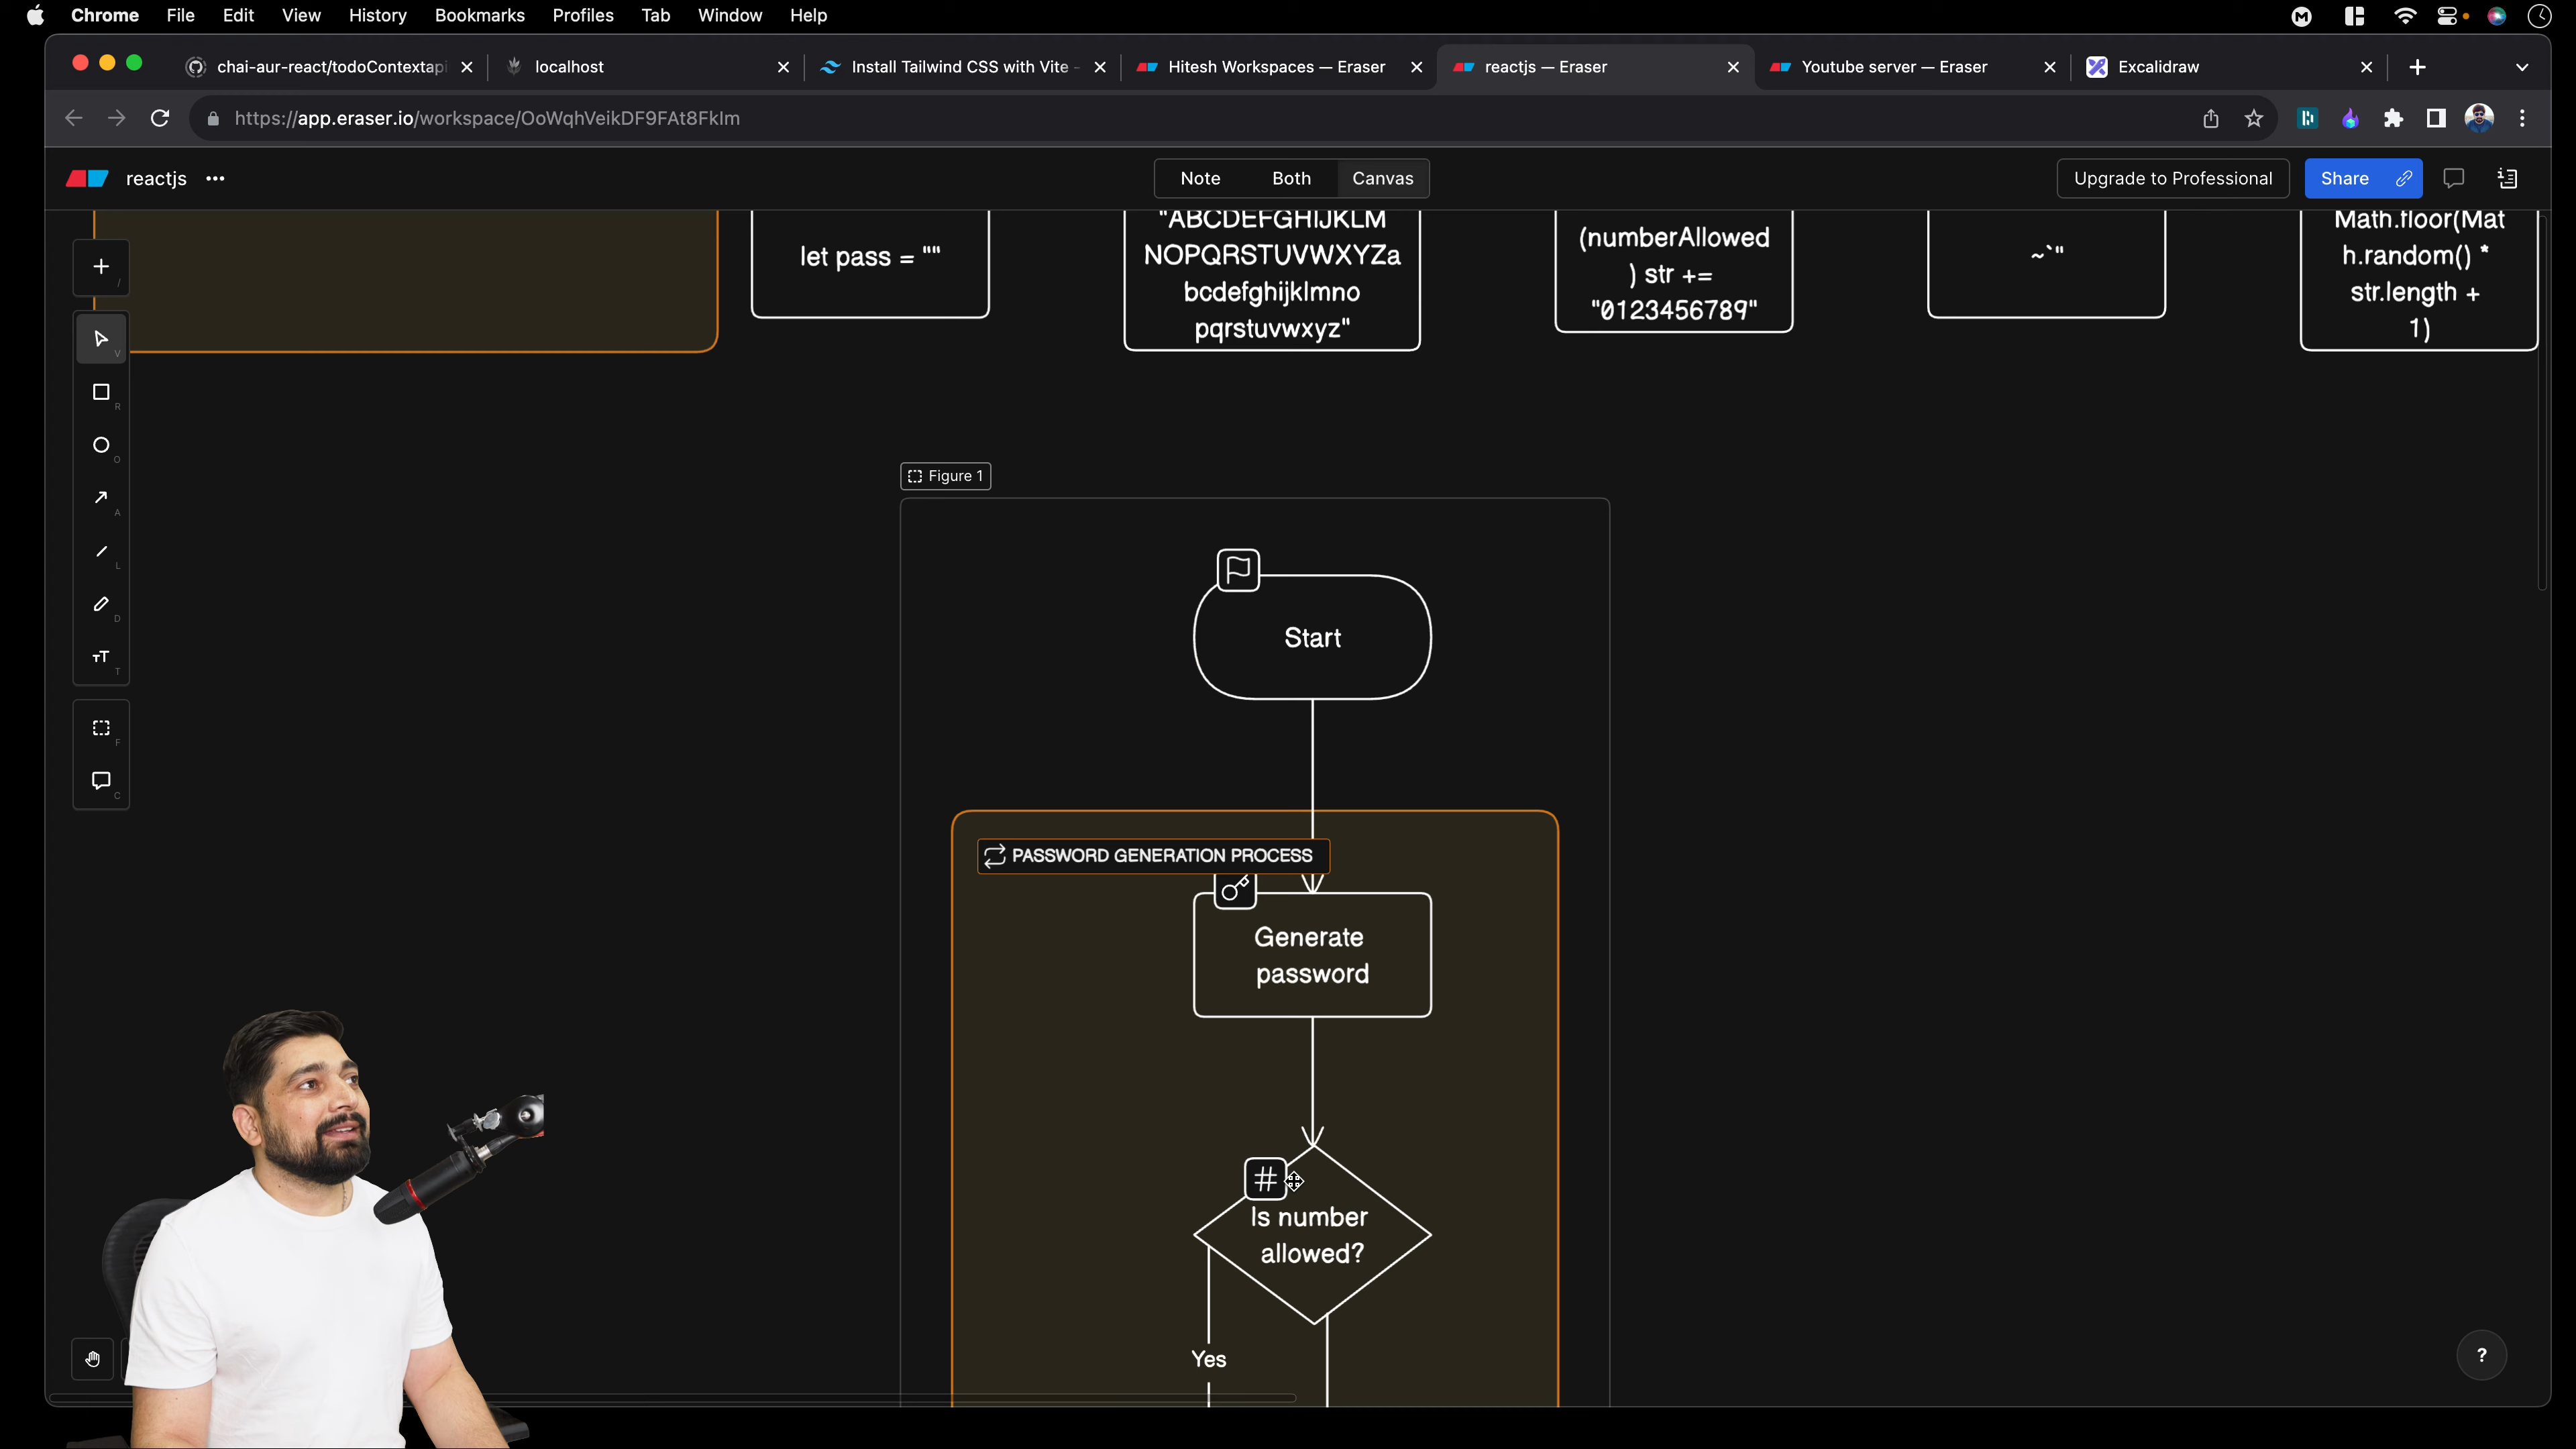 Chrome File Edit View History Bookmarks Profiles Tab Window Help
chai-aur-react/todoContextap
localhost
Install Tailwind CSS with Vite -
Hitesh Workspaces — Eraser
reactjs — Eraser
Youtube server — Eraser
Excalidraw
https://app.eraser.io/workspace/OoWqhVeikDF9FAt8FkIm
reactjs
Note Both Canvas
Upgrade to Professional
Share
let pass = ""
"ABCDEFGHIJKLM
NOPQRSTUVWXYZa
bcdefghijklmno
pqrstuvwxyz"
(numberAllowed
) str +=
"0123456789"
~`"
Math.floor(Mat
h.random() *
str.length +
1)
/
V
R
O
A
L
D
TT
T
F
C
Figure 1
Start
PASSWORD GENERATION PROCESS
Generate
password
#
Is number
allowed?
Yes
?